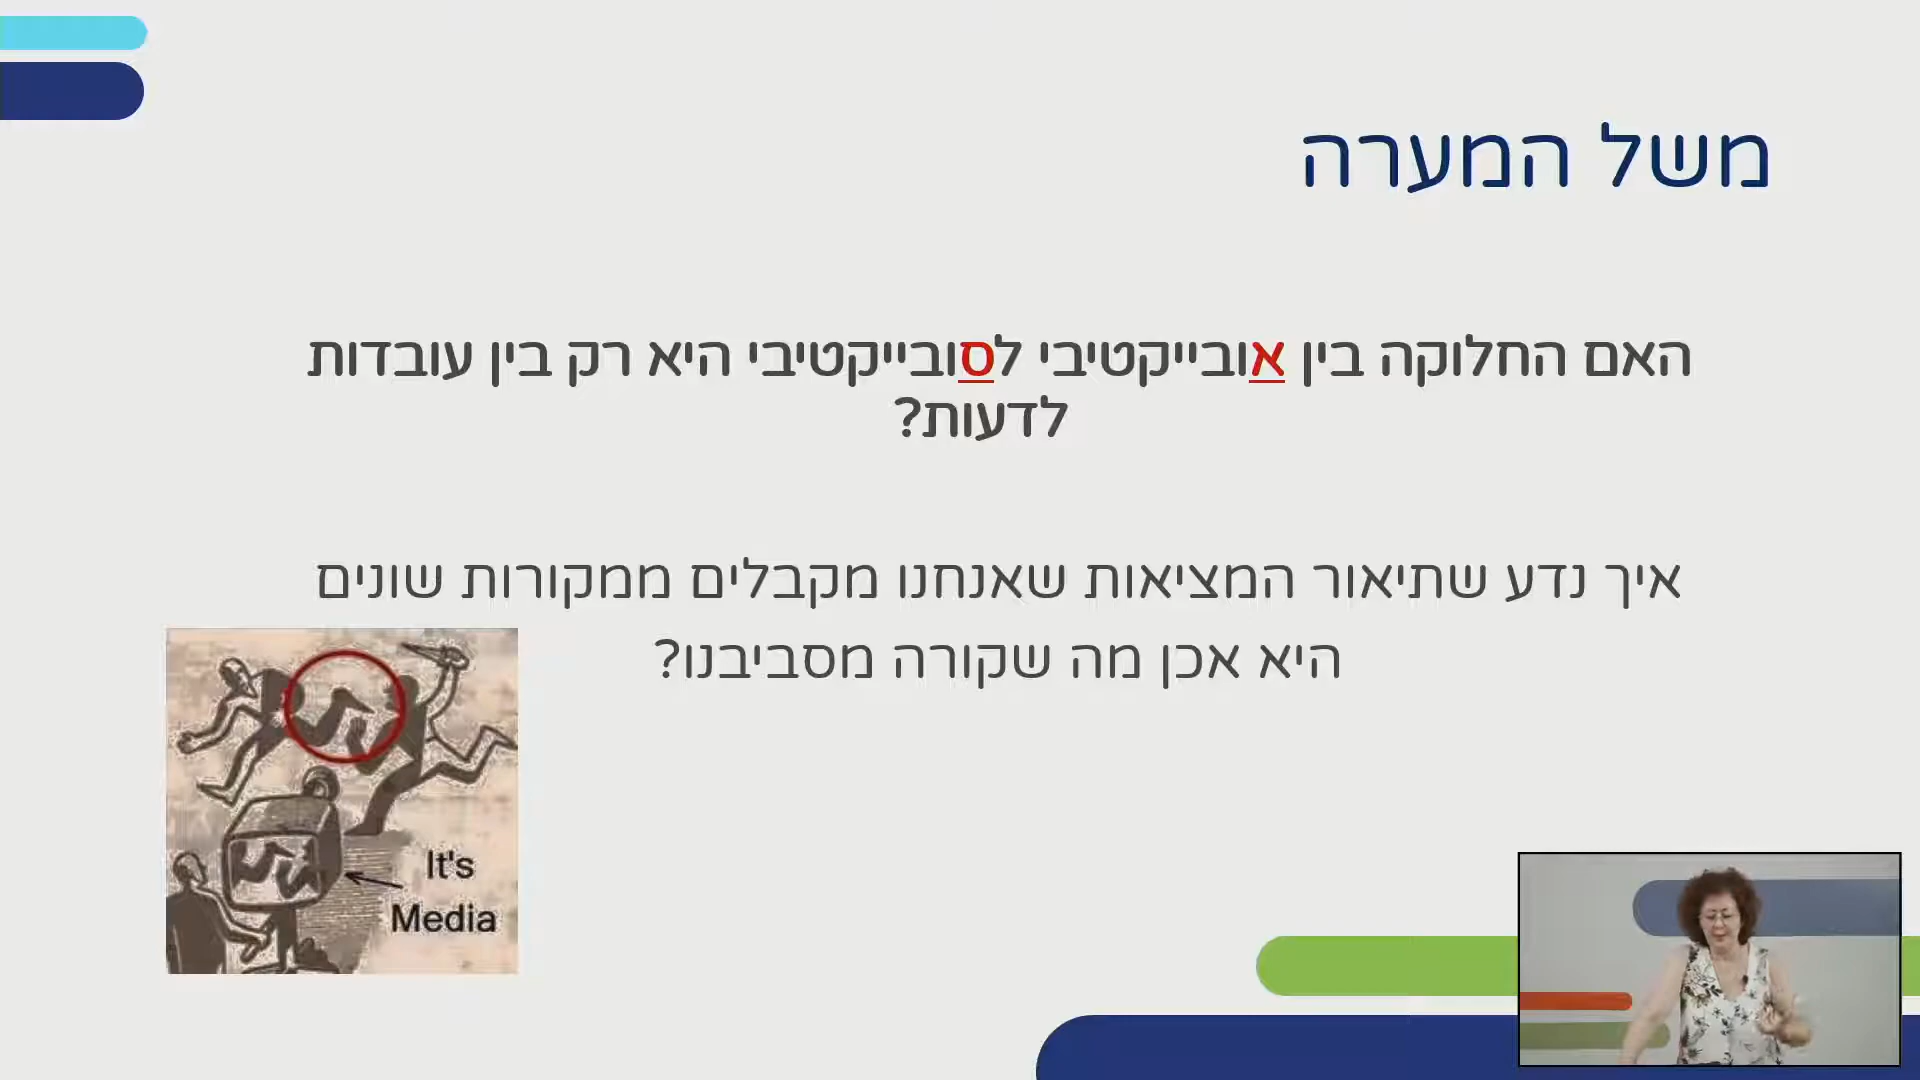 משל המערה
האם החלוקה בין אובייקטיבי לסובייקטיבי היא רק בין עובדות
לדעות?
איך נדע שתיאור המציאות שאנחנו מקבלים ממקורות שונים
היא אכן מה שקורה מסביבנו?
It's
Media